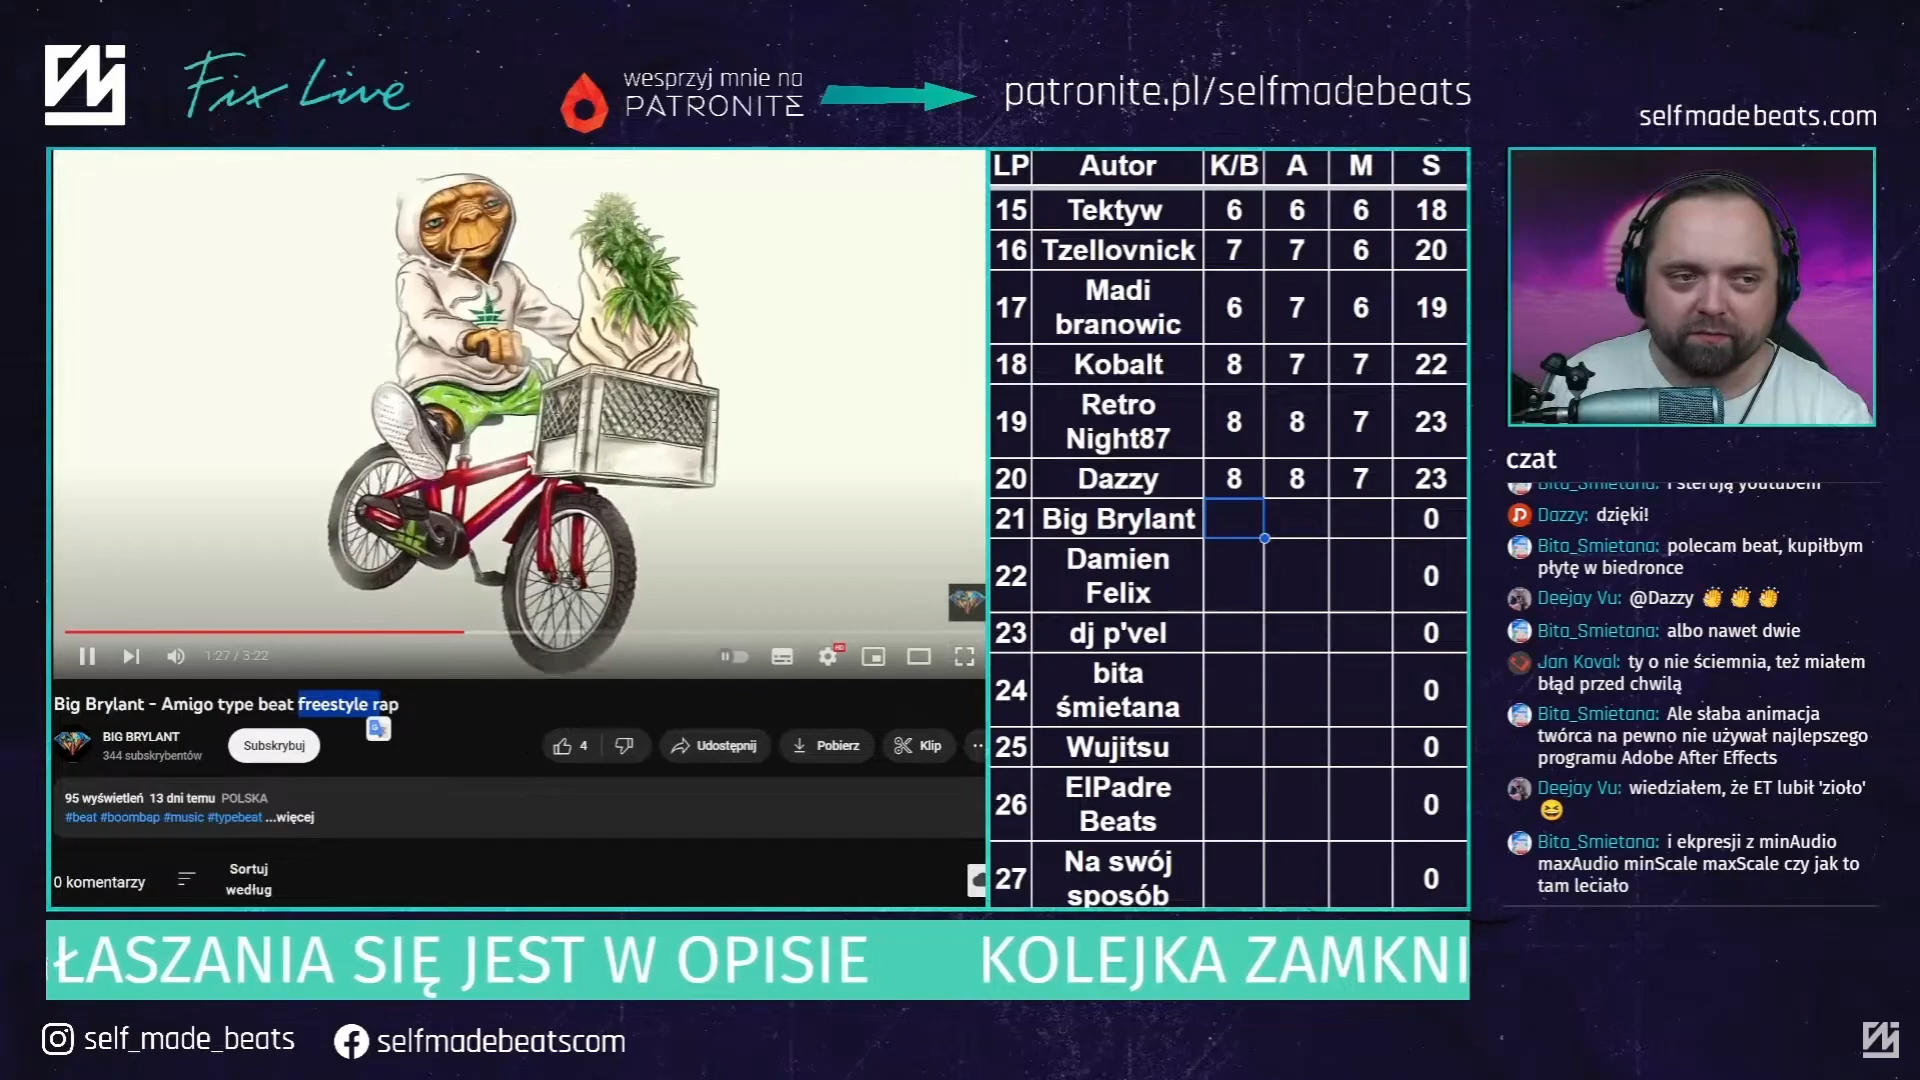 Fix Live
wesprzyj mnie na
PATRONITE
patronite.pl/selfmadebeats
selfmadebeats.com
1:27 / 3:22
HD
Big Brylant - Amigo type beat freestyle rap
BIG BRYLANT
344 subskrybentów
Subskrybuj
4
Udostępnij
Pobierz
Klip
95 wyświetleń 13 dni temu POLSKA
#beat #boombap #music #typebeat ...więcej
0 komentarzy
Sortuj
według
LP Autor K/B A M S
15 Tektyw 6 6 6 18
16 Tzellovnick 7 7 6 20
17 Madi
branowic 6 7 6 19
18 Kobalt 8 7 7 22
19 Retro
Night87 8 8 7 23
20 Dazzy 8 8 7 23
21 Big Brylant 0
22 Damien
Felix 0
23 dj p'vel 0
24 bita
śmietana 0
25 Wujitsu 0
26 ElPadre
Beats 0
27 Na swój
sposób 0
czat
Bita_Smietana: i sterują youtubem
Dazzy: dzięki!
Bita_Smietana: polecam beat, kupiłbym
płytę w biedronce
Deejay Vu: @Dazzy 👏 👏 👏
Bita_Smietana: albo nawet dwie
Jan Koval: ty o nie ściemnia, też miałem
błąd przed chwilą
Bita_Smietana: Ale słaba animacja
twórca na pewno nie używał najlepszego
programu Adobe After Effects
Deejay Vu: wiedziałem, że ET lubił 'zioło'
😆
Bita_Smietana: i ekpresji z minAudio
maxAudio minScale maxScale czy jak to
tam leciało
ŁASZANIA SIĘ JEST W OPISIE KOLEJKA ZAMKNI
self_made_beats
selfmadebeatscom